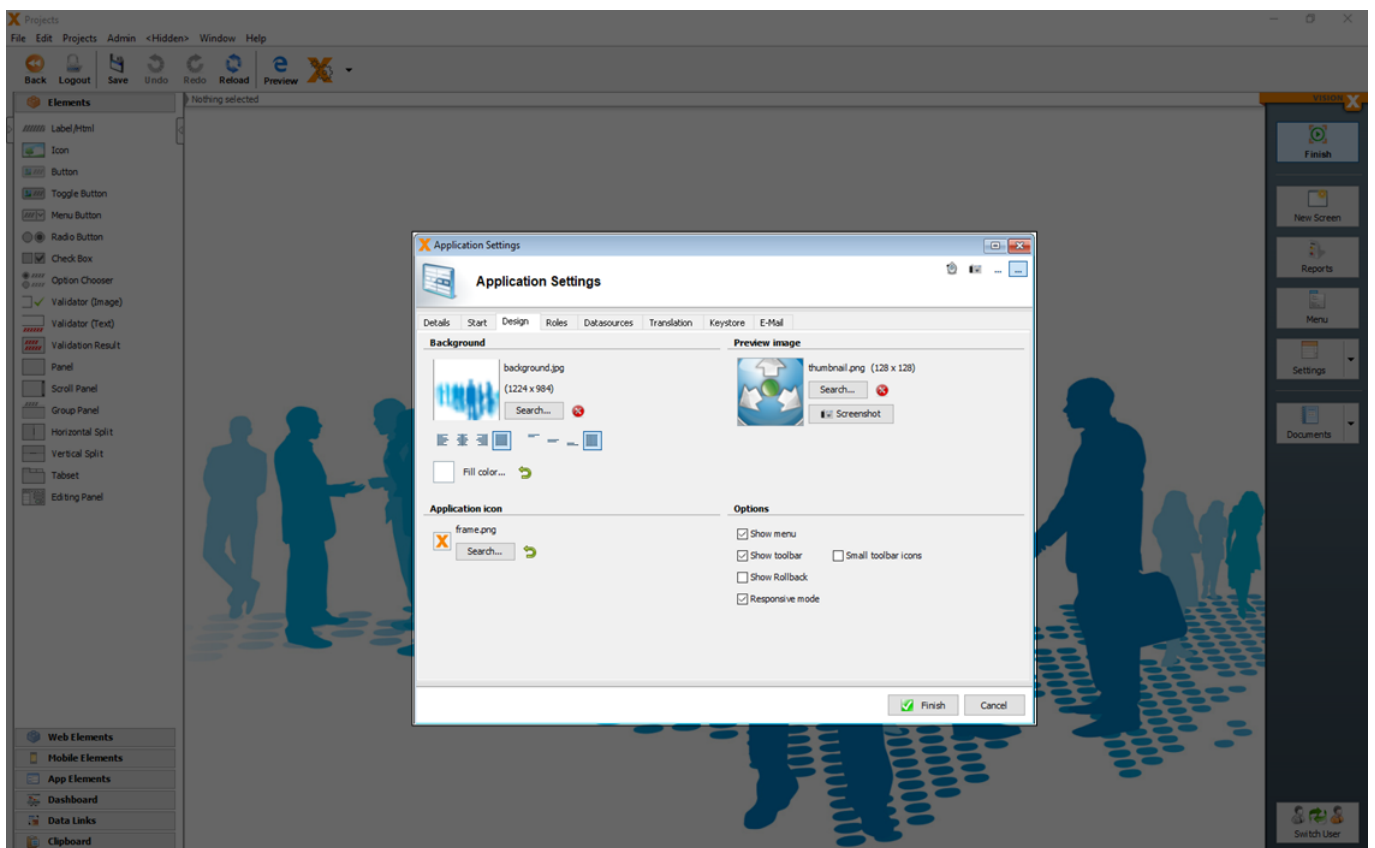 Projects
File Edit Projects Admin <Hidden> Window Help
Back Logout Save Undo Redo Reload Preview
Elements
Nothing selected
VISION X
Label/Html
Icon
Button
Toggle Button
Menu Button
Radio Button
Check Box
Option Chooser
Validator (Image)
Validator (Text)
Validation Result
Panel
Scroll Panel
Group Panel
Horizontal Split
Vertical Split
Tabset
Editing Panel
Web Elements
Mobile Elements
App Elements
Dashboard
Data Links
Clipboard
Application Settings
Application Settings
... ...
Details Start Design Roles Datasources Translation Keystore E-Mail
Background
background.jpg
(1224 x 984)
Search...
Fill color...
Preview image
thumbnail.png (128 x 128)
Search...
Screenshot
Application icon
frame.png
Search...
Options
Show menu
Show toolbar Small toolbar icons
Show Rollback
Responsive mode
Finish Cancel
Finish
New Screen
Reports
Menu
Settings
Documents
Switch User